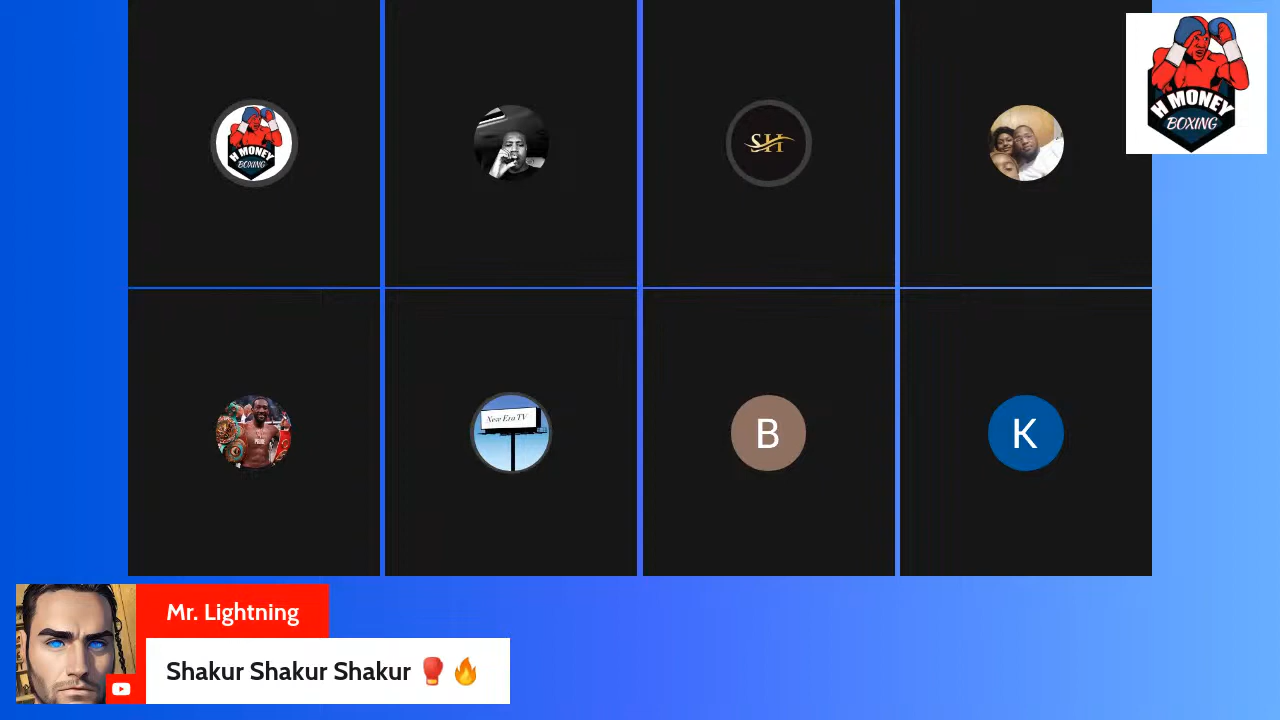 H MONEY
BOXING
SH
H MONEY
BOXING
New Era TV
B
K
Mr. Lightning
Shakur Shakur Shakur 🥊🔥